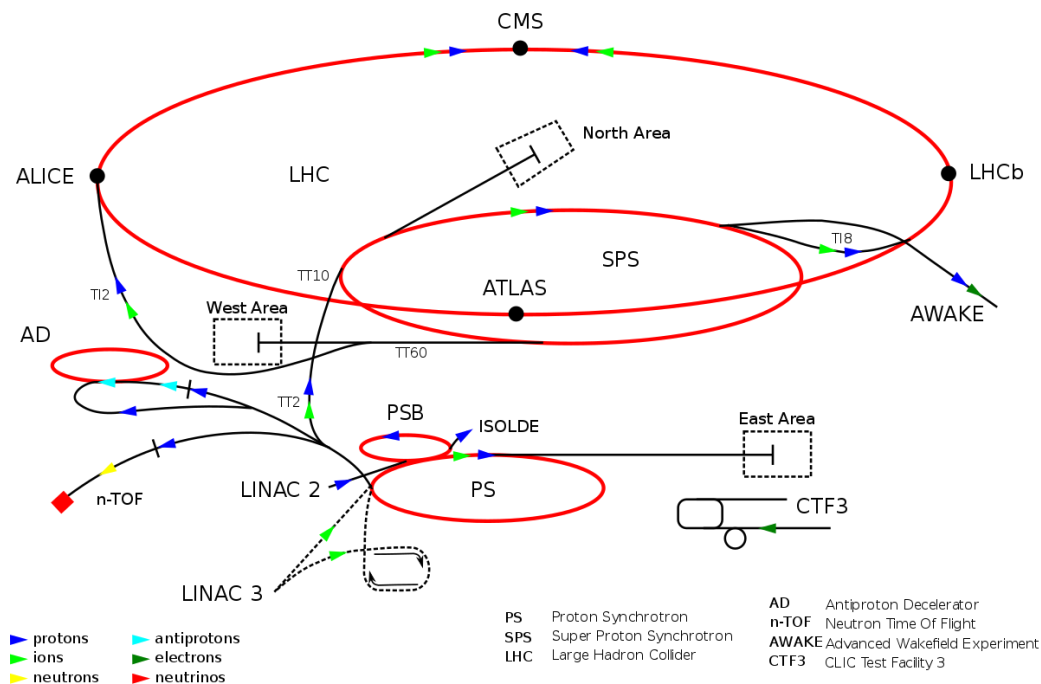 CMS
North Area
ALICE
LHC
LHCb
SPS
TI8
TT10
ATLAS
TI2
West Area
AWAKE
AD
TT60
TT2
PSB
ISOLDE
East Area
LINAC 2
PS
n-TOF
CTF3
LINAC 3
protons
antiprotons
ions
electrons
neutrons
neutrinos
PS Proton Synchrotron
SPS Super Proton Synchrotron
LHC Large Hadron Collider
AD Antiproton Decelerator
n-TOF Neutron Time Of Flight
AWAKE Advanced Wakefield Experiment
CTF3 CLIC Test Facility 3